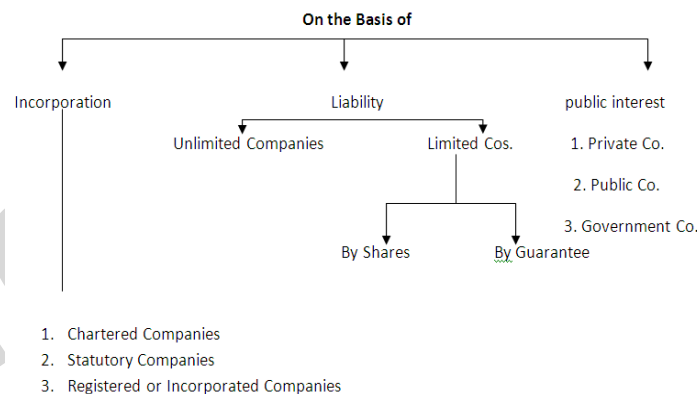 On the Basis of
Incorporation
Liability
public interest
Unlimited Companies
Limited Cos.
1. Private Co.
2. Public Co.
3. Government Co.
By Shares
By Guarantee
1. Chartered Companies
2. Statutory Companies
3. Registered or Incorporated Companies